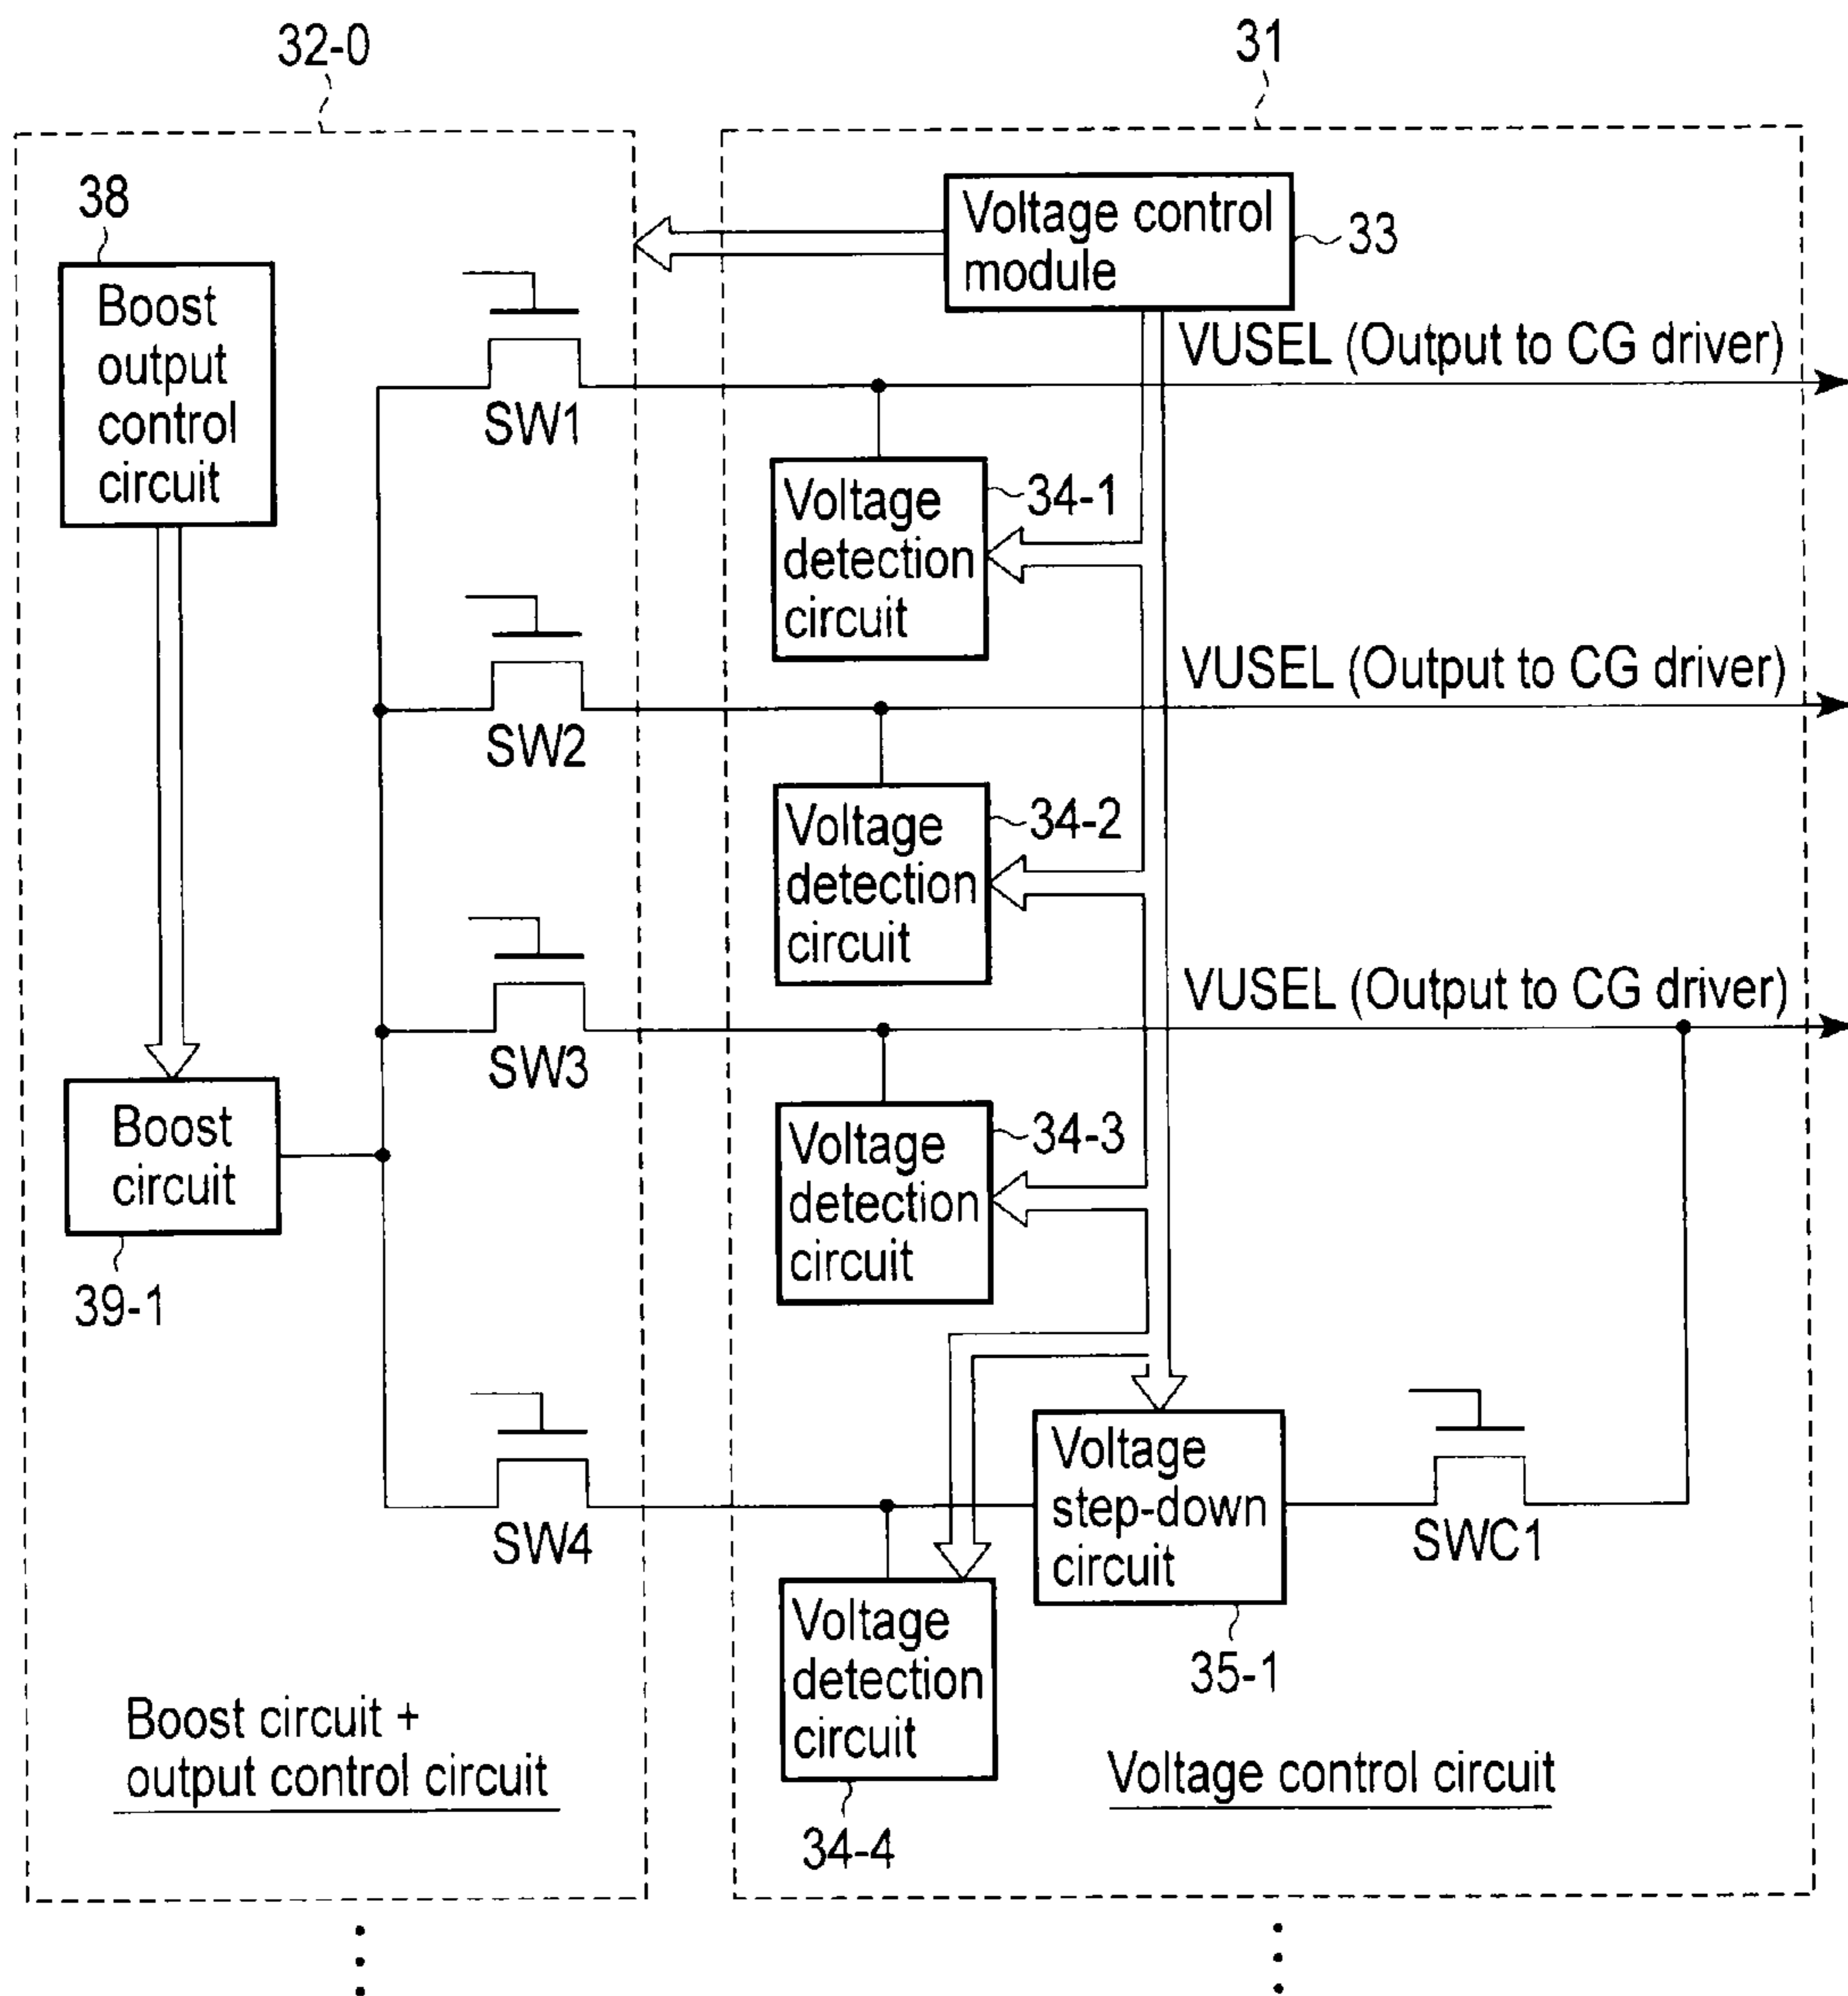 32-0
31
38
Boost
output
control
circuit
Voltage control
module
33
VUSEL (Output to CG driver)
SW1
Voltage
detection
circuit
34-1
VUSEL (Output to CG driver)
SW2
Voltage
detection
circuit
34-2
VUSEL (Output to CG driver)
SW3
Boost
circuit
39-1
Voltage
detection
circuit
34-3
SW4
Voltage
step-down
circuit
35-1
SWC1
Voltage
detection
circuit
34-4
Boost circuit +
output control circuit
Voltage control circuit